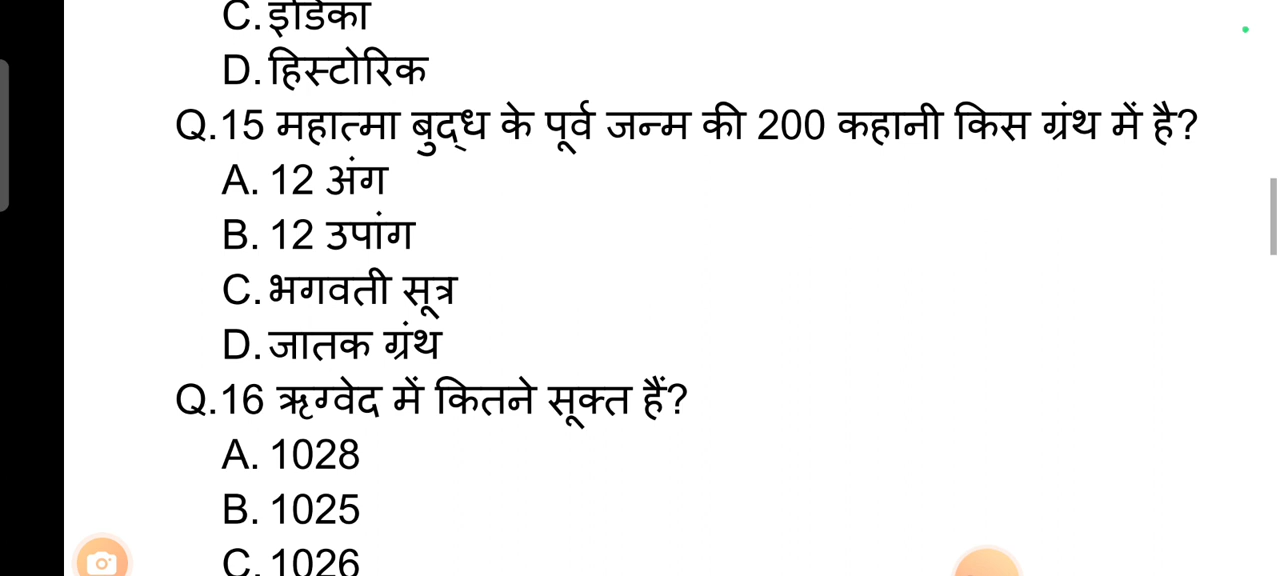 C. इंडिका
D. हिस्टोरिक
Q.15 महात्मा बुद्ध के पूर्व जन्म की 200 कहानी किस ग्रंथ में है?
A. 12 अंग
B. 12 उपांग
C. भगवती सूत्र
D. जातक ग्रंथ
Q.16 ऋग्वेद में कितने सूक्त हैं?
A. 1028
B. 1025
C. 1026